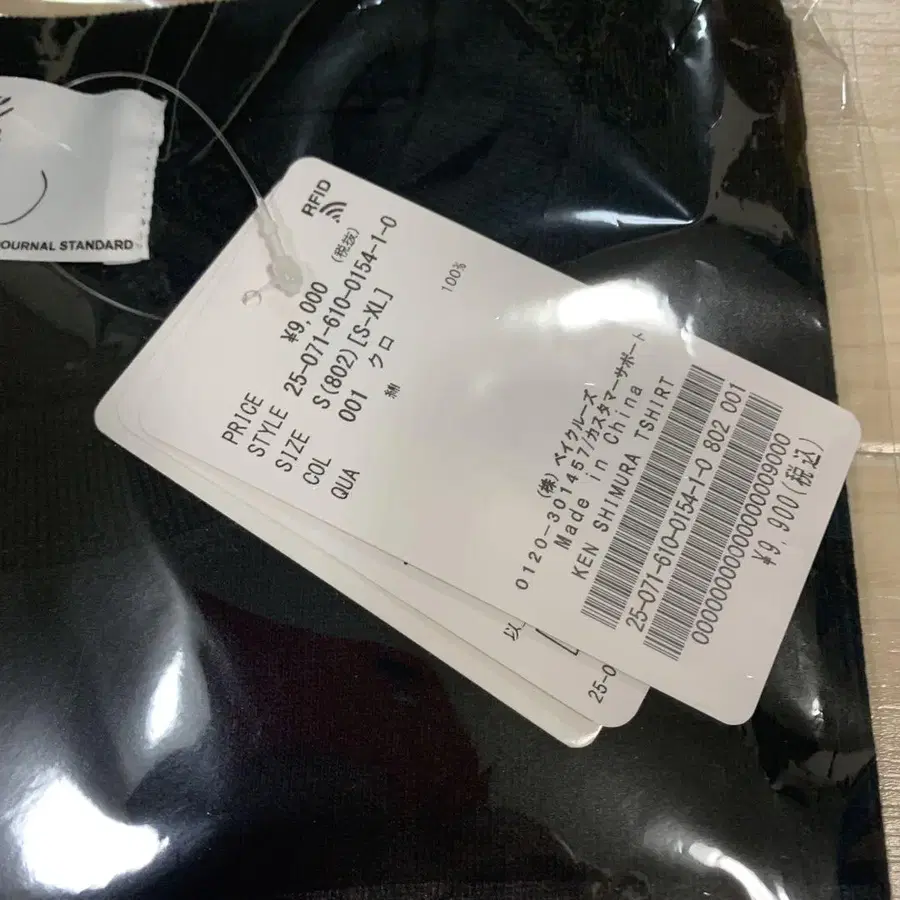 OURNAL STANDARD
RFID
PRICE ¥9,000 (税抜)
STYLE 25-071-610-0154-1-0
SIZE S(802)[S-XL]
COL 001 クロ
QUA 綿 100%
(株)ベイクルーズ
0120-301457/カスタマーサポート
Made in China
KEN SHIMURA TSHIRT
25-071-610-0154-1-0 802 001
0000000000000000009000
¥9,900(税込)
以
25-0